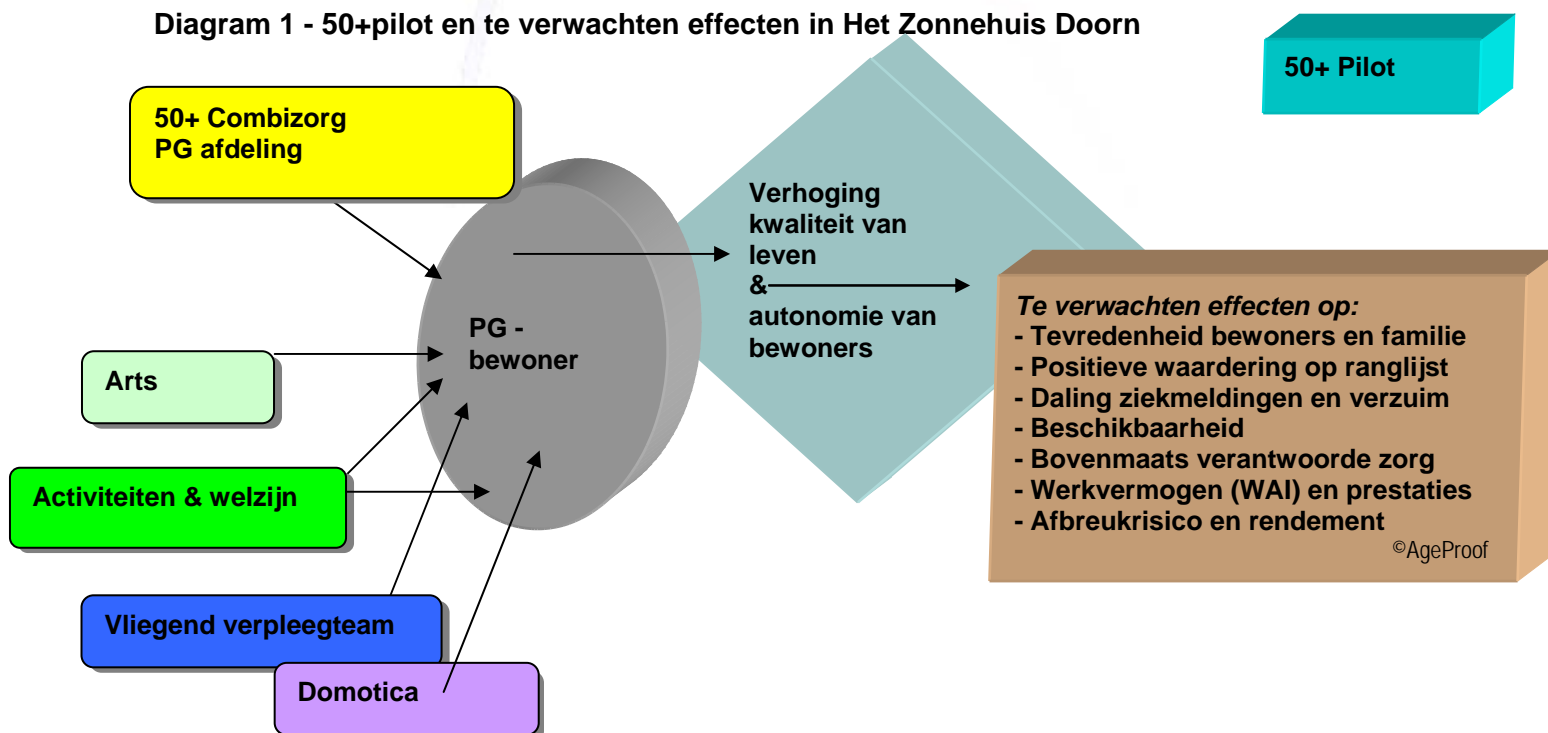 Diagram 1 - 50+pilot en te verwachten effecten in Het Zonnehuis Doorn
50+ Pilot
50+ Combizorg
PG afdeling
Verhoging
kwaliteit van
leven
&
autonomie van
bewoners
PG -
bewoner
Arts
Activiteiten & welzijn
Vliegend verpleegteam
Domotica
Te verwachten effecten op:
- Tevredenheid bewoners en familie
- Positieve waardering op ranglijst
- Daling ziekmeldingen en verzuim
- Beschikbaarheid
- Bovenmaats verantwoorde zorg
- Werkvermogen (WAI) en prestaties
- Afbreukrisico en rendement
©AgeProof